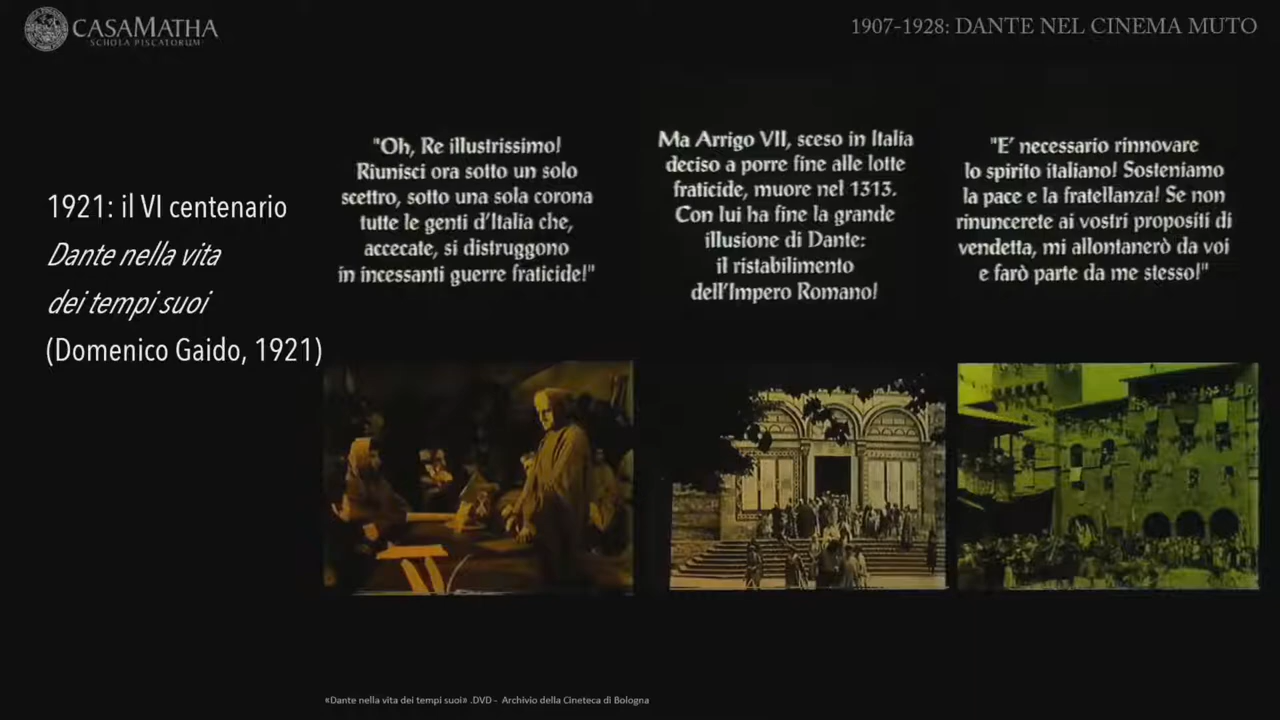 CASAMATHA
SCHOLA PISCATORUM
1907-1928: DANTE NEL CINEMA MUTO
1921: il VI centenario
Dante nella vita
dei tempi suoi
(Domenico Gaido, 1921)
"Oh, Re illustrissimo!
Riunisci ora sotto un solo
scettro, sotto una sola corona
tutte le genti d'Italia che,
accecate, si distruggono
in incessanti guerre fraticide!"
Ma Arrigo VII, sceso in Italia
deciso a porre fine alle lotte
fraticide, muore nel 1313.
Con lui ha fine la grande
illusione di Dante:
il ristabilimento
dell'Impero Romano!
"E' necessario rinnovare
lo spirito italiano! Sosteniamo
la pace e la fratellanza! Se non
rinuncerete ai vostri propositi di
vendetta, mi allontanerò da voi
e farò parte da me stesso!"
«Dante nella vita dei tempi suoi» .DVD - Archivio della Cineteca di Bologna